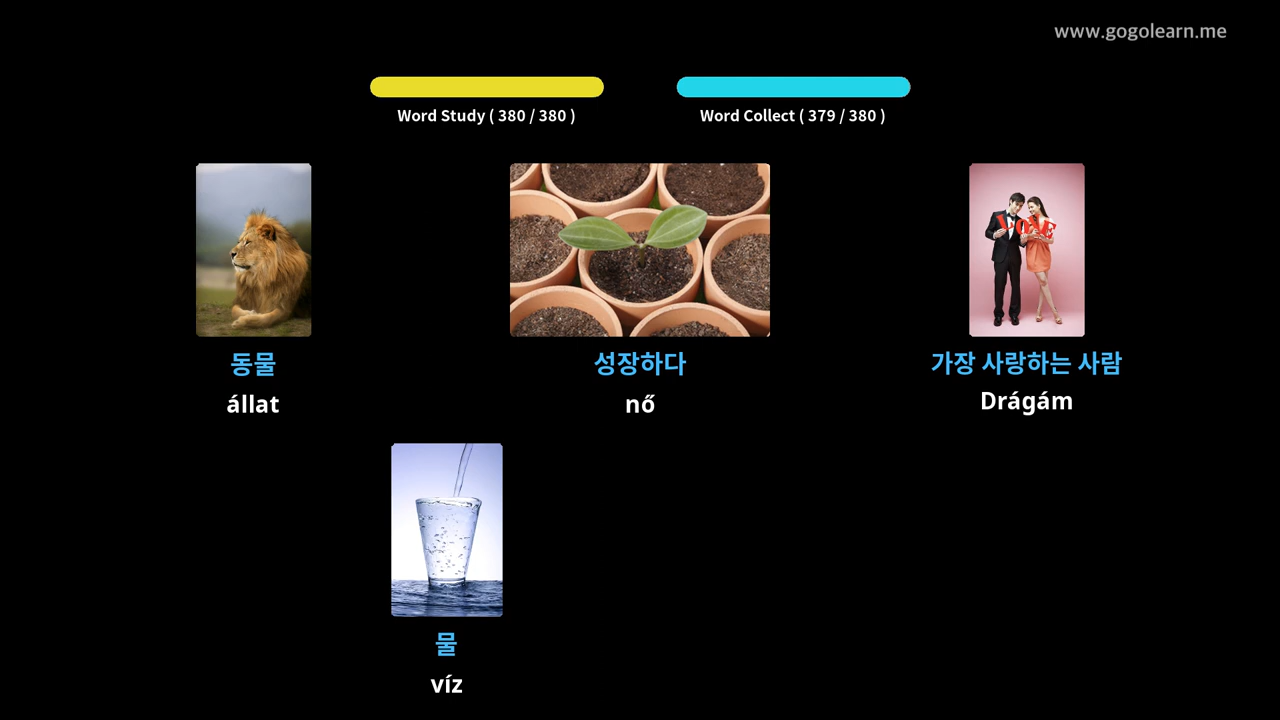 www.gogolearn.me
Word Study ( 380 / 380 )
Word Collect ( 379 / 380 )
LOVE
동물
állat
성장하다
nő
가장 사랑하는 사람
Drágám
물
víz